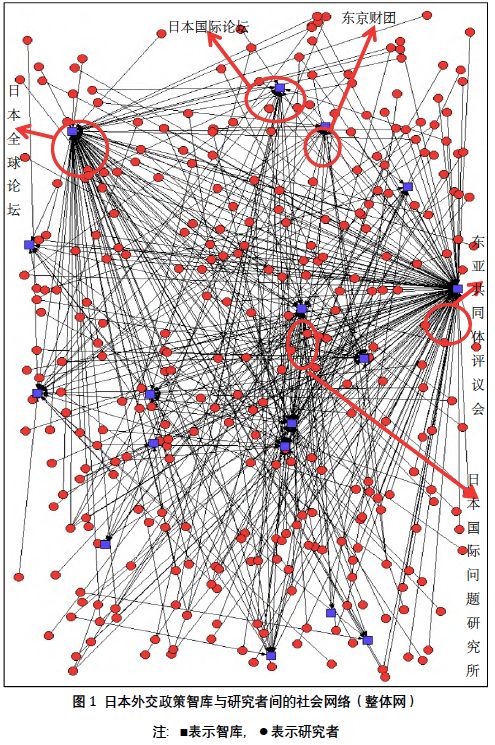 日本国际论坛
东京财团
日本全球论坛
东亚共同体评议会
日本国际问题研究所
图 1 日本外交政策智库与研究者间的社会网络（整体网）
注: ■表示智库，●表示研究者